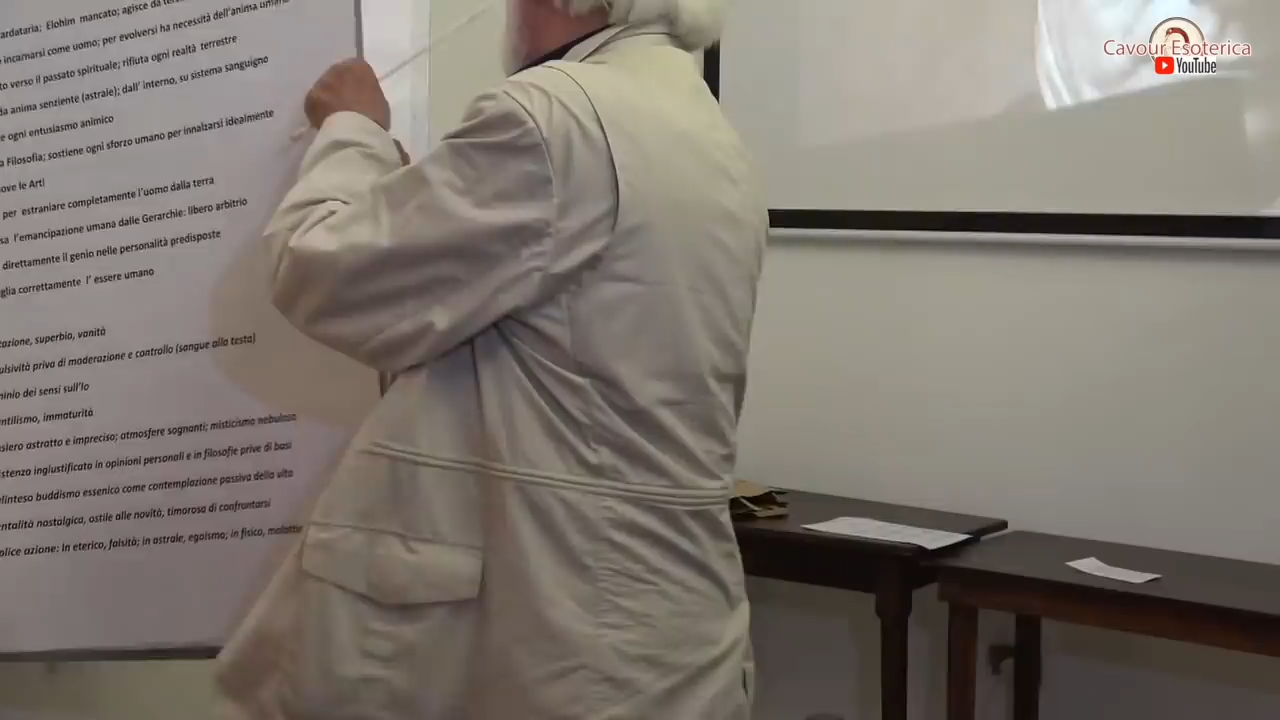 ardataria; Elohim mancato; agisce da
incarnarsi come uomo; per evolversi ha necessità dell'anima umana
to verso il passato spirituale; rifiuta ogni realtà terrestre
da anima senziente (astrale); dall' interno, su sistema sanguigno
e ogni entusiasmo animico
a Filosofia; sostiene ogni sforzo umano per innalzarsi idealmente
ove le Arti
per estraniare completamente l'uomo dalla terra
sa l'emancipazione umana dalle Gerarchie: libero arbitrio
direttamente il genio nelle personalità predisposte
glia correttamente l' essere umano
azione, superbia, vanità
ulsività priva di moderazione e controllo (sangue alla testa)
minio dei sensi sull'Io
ntilismo, immaturità
siero astratto e impreciso; atmosfere sognanti; misticismo nebuloso
istenza ingiustificata in opinioni personali e in filosofie prive di basi
elinteso buddismo essenico come contemplazione passiva della vita
entalità nostalgica, ostile alle novità, timorosa di confrontarsi
plice azione: In eterico, falsità; in astrale, egoismo; in fisico, malattie
Cavour Esoterica
YouTube